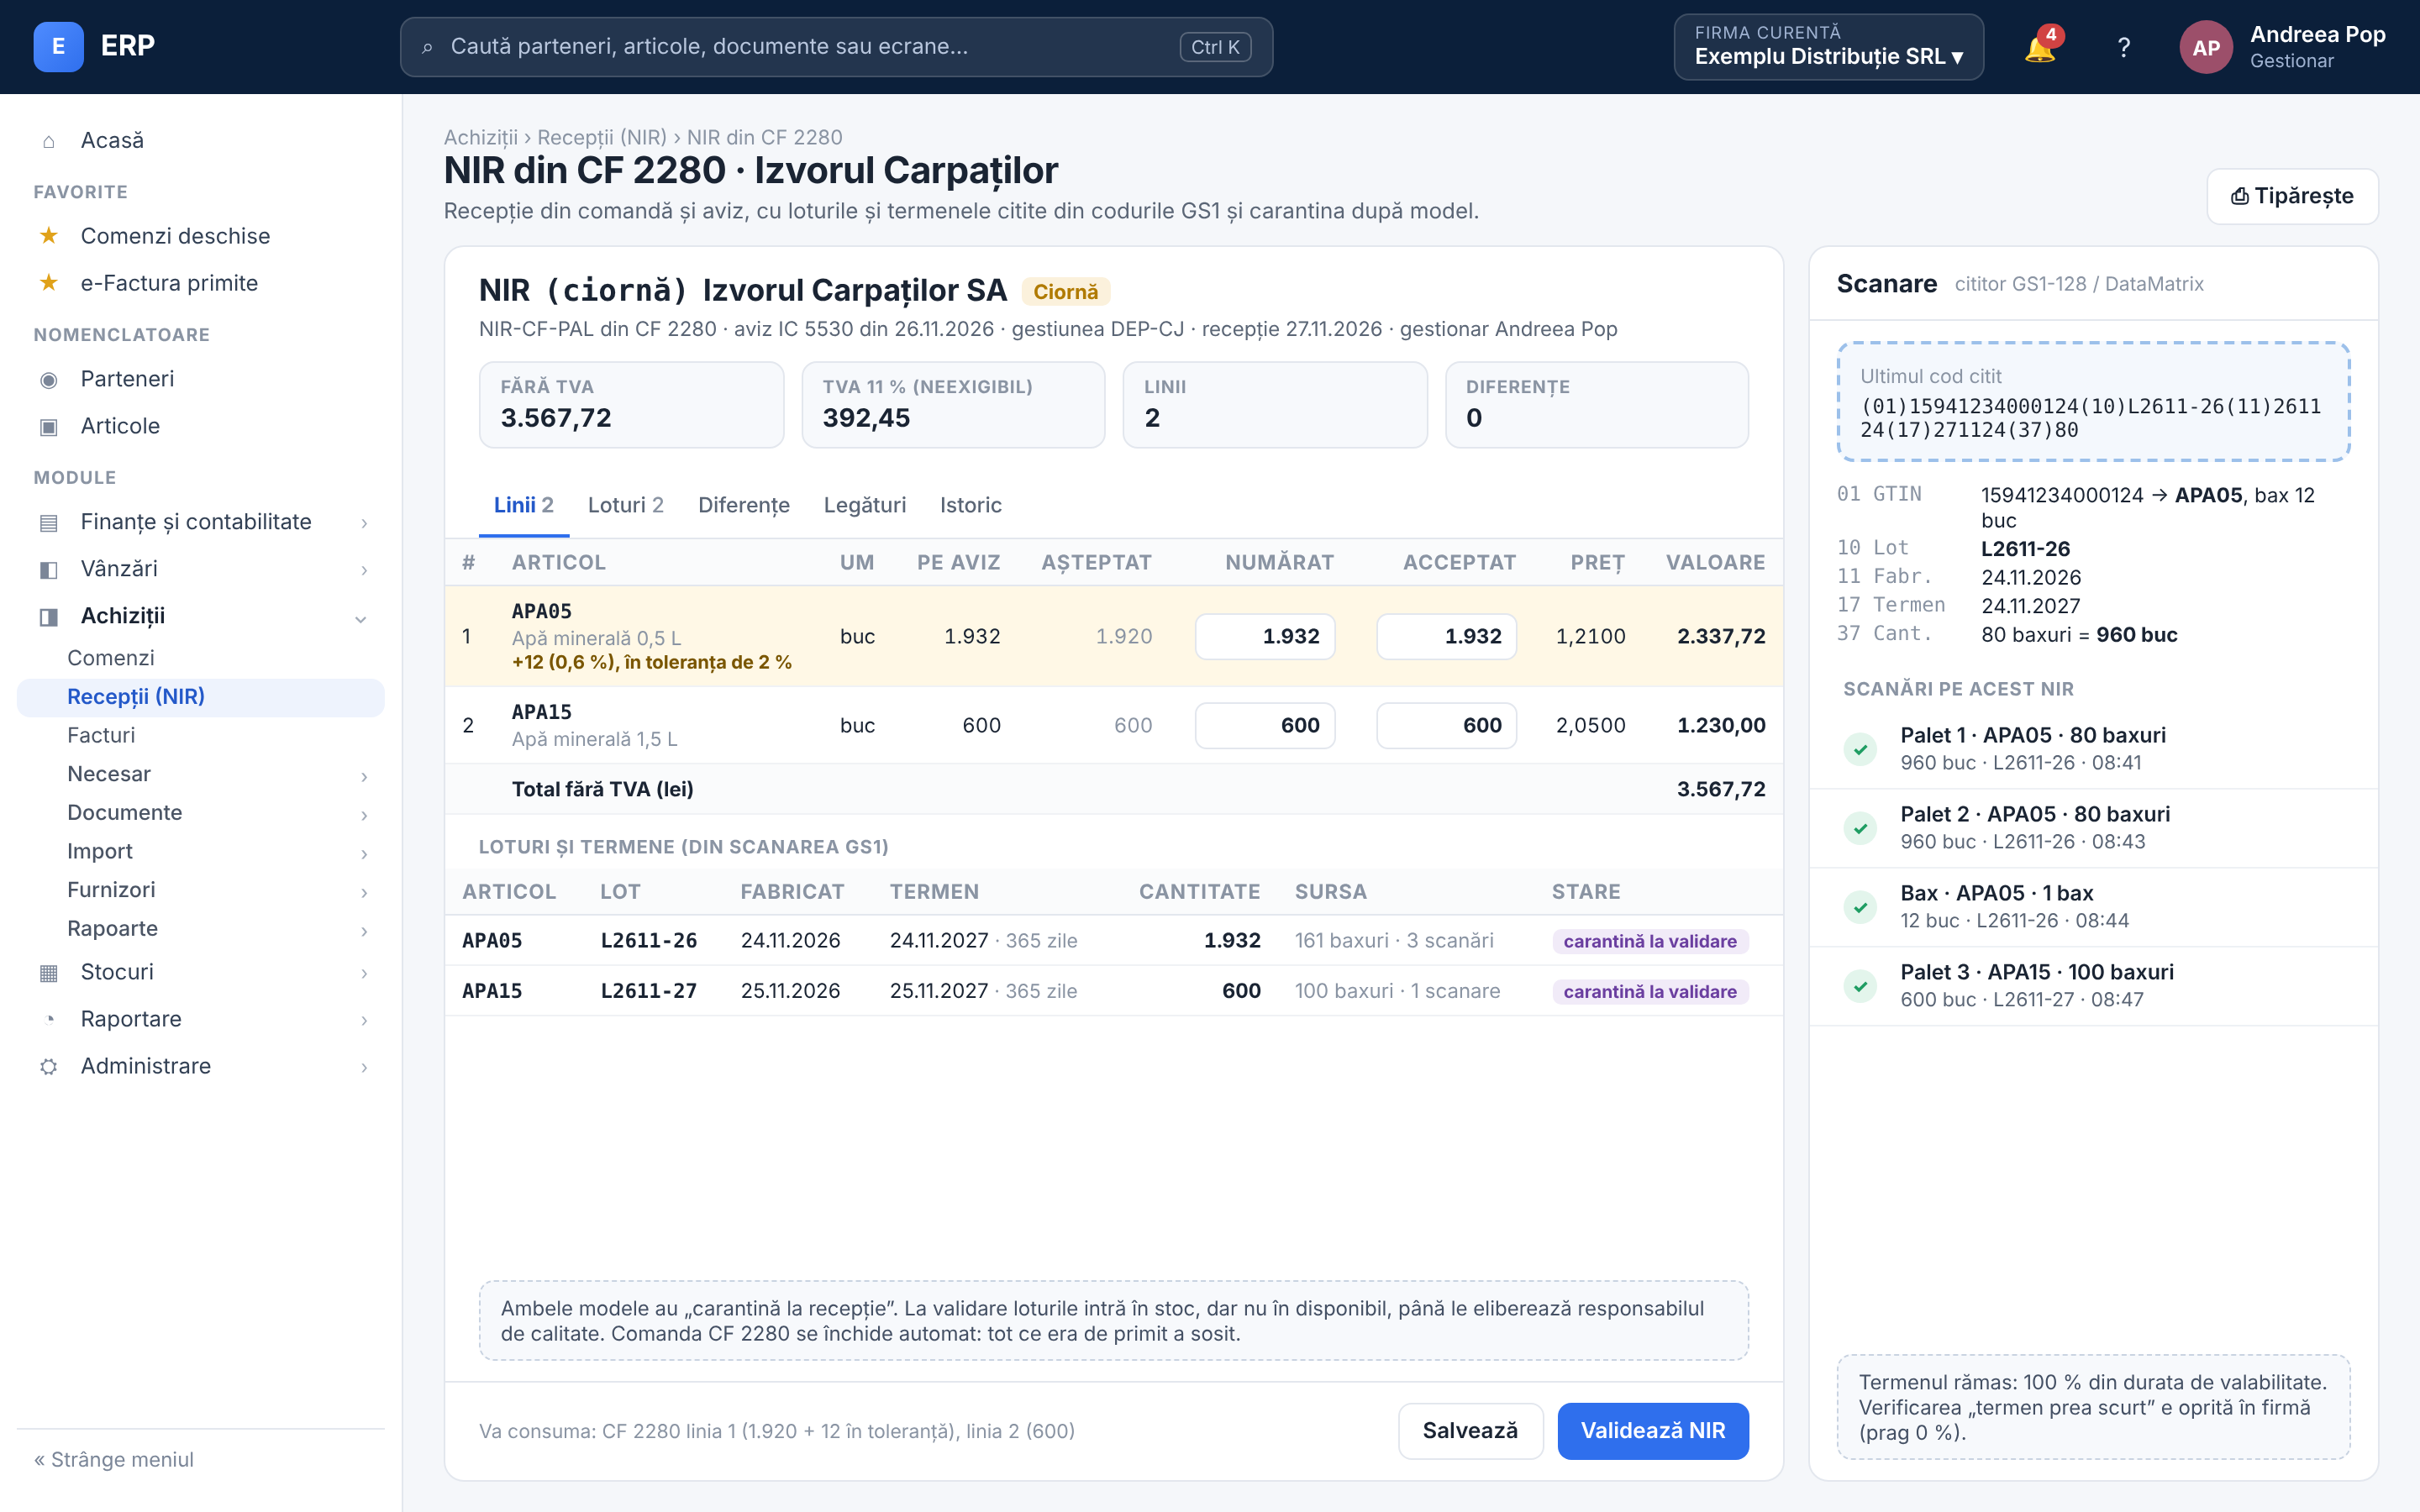 E ERP
Caută parteneri, articole, documente sau ecrane...
Ctrl K
FIRMA CURENTĂ
Exemplu Distribuție SRL ▾
4
?
AP
Andreea Pop
Gestionar
Acasă
FAVORITE
Comenzi deschise
e-Factura primite
NOMENCLATOARE
Parteneri
Articole
MODULE
Finanțe și contabilitate
Vânzări
Achiziții
Comenzi
Recepții (NIR)
Facturi
Necesar
Documente
Import
Furnizori
Rapoarte
Stocuri
Raportare
Administrare
« Strânge meniul
Achiziții › Recepții (NIR) › NIR din CF 2280
NIR din CF 2280 · Izvorul Carpaților
Recepție din comandă și aviz, cu loturile și termenele citite din codurile GS1 și carantina după model.
Tipărește
NIR (ciornă) Izvorul Carpaților SA Ciornă
NIR-CF-PAL din CF 2280 · aviz IC 5530 din 26.11.2026 · gestiunea DEP-CJ · recepție 27.11.2026 · gestionar Andreea Pop
FĂRĂ TVA
3.567,72
TVA 11 % (NEEXIGIBIL)
392,45
LINII
2
DIFERENȚE
0
Linii 2 Loturi 2 Diferențe Legături Istoric
# ARTICOL UM PE AVIZ AȘTEPTAT NUMĂRAT ACCEPTAT PREȚ VALOARE
1 APA05 buc 1.932 1.920 1.932 1.932 1,2100 2.337,72
Apă minerală 0,5 L
+12 (0,6 %), în toleranța de 2 %
2 APA15 buc 600 600 600 600 2,0500 1.230,00
Apă minerală 1,5 L
Total fără TVA (lei) 3.567,72
LOTURI ȘI TERMENE (DIN SCANAREA GS1)
ARTICOL LOT FABRICAT TERMEN CANTITATE SURSA STARE
APA05 L2611-26 24.11.2026 24.11.2027 · 365 zile 1.932 161 baxuri · 3 scanări carantină la validare
APA15 L2611-27 25.11.2026 25.11.2027 · 365 zile 600 100 baxuri · 1 scanare carantină la validare
Ambele modele au „carantină la recepție”. La validare loturile intră în stoc, dar nu în disponibil, până le eliberează responsabilul
de calitate. Comanda CF 2280 se închide automat: tot ce era de primit a sosit.
Va consuma: CF 2280 linia 1 (1.920 + 12 în toleranță), linia 2 (600)
Salvează
Validează NIR
Scanare cititor GS1-128 / DataMatrix
Ultimul cod citit
(01)15941234000124(10)L2611-26(11)2611
24(17)271124(37)80
01 GTIN 15941234000124 → APA05, bax 12
buc
10 Lot L2611-26
11 Fabr. 24.11.2026
17 Termen 24.11.2027
37 Cant. 80 baxuri = 960 buc
SCANĂRI PE ACEST NIR
Palet 1 · APA05 · 80 baxuri
960 buc · L2611-26 · 08:41
Palet 2 · APA05 · 80 baxuri
960 buc · L2611-26 · 08:43
Bax · APA05 · 1 bax
12 buc · L2611-26 · 08:44
Palet 3 · APA15 · 100 baxuri
600 buc · L2611-27 · 08:47
Termenul rămas: 100 % din durata de valabilitate.
Verificarea „termen prea scurt” e oprită în firmă
(prag 0 %).